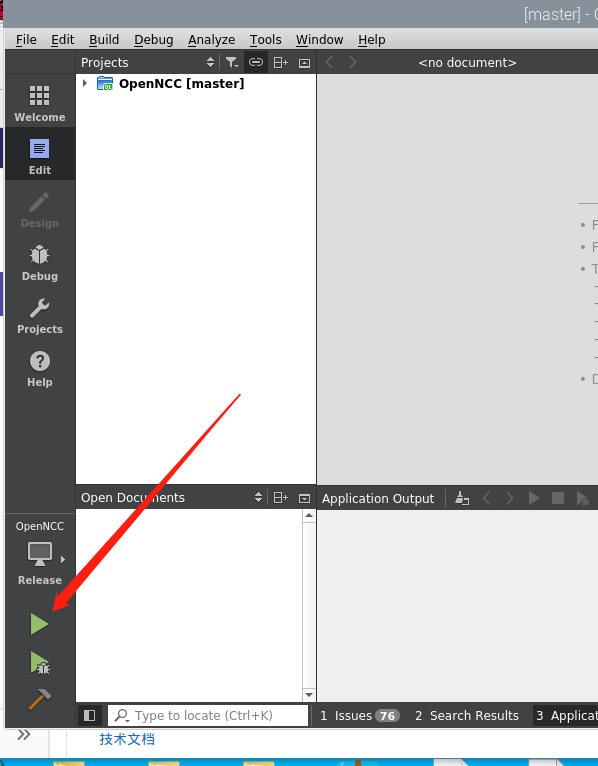 [master] -
File Edit Build Debug Analyze Tools Window Help
Projects
<no document>
OpenNCC [master]
Welcome
Edit
Design
Debug
Projects
Help
Open Documents
Application Output
OpenNCC
Release
Type to locate (Ctrl+K)
1 Issues 76 2 Search Results 3 Applicat
技术文档